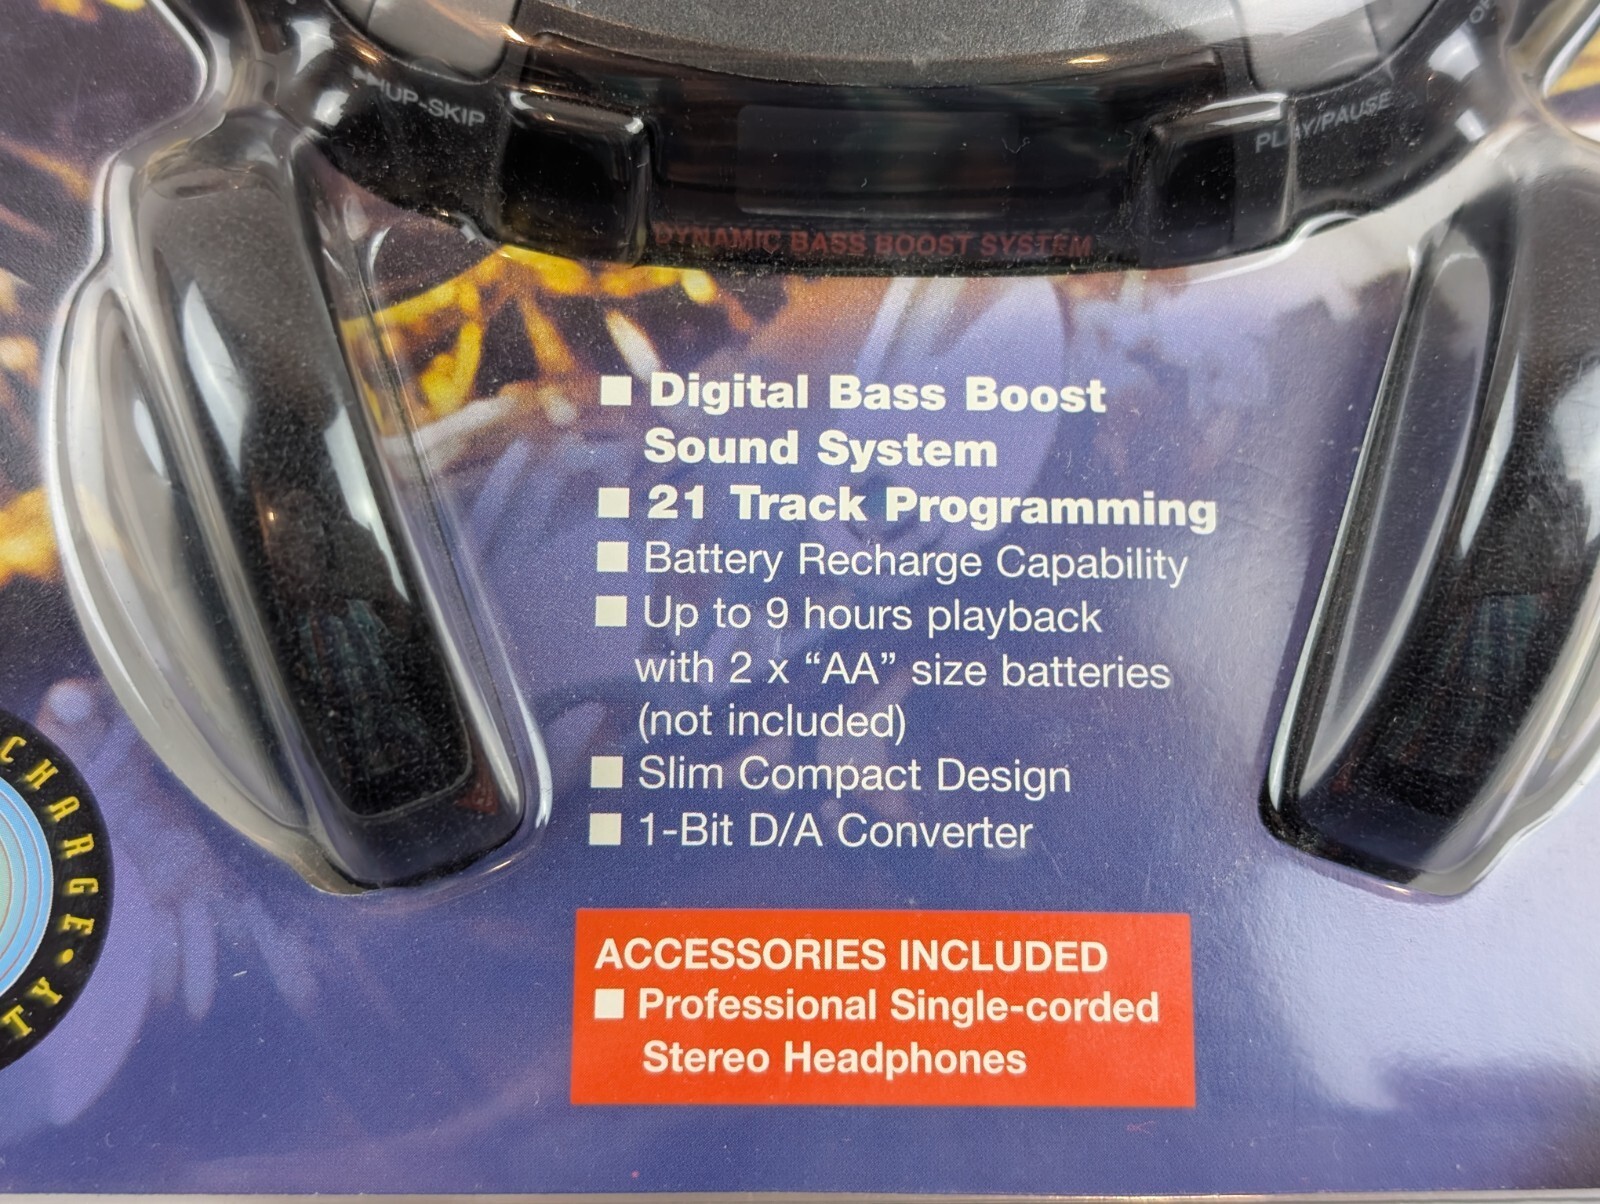 UP-SKIP
PLAY/PAUSE
DYNAMIC BASS BOOST SYSTEM
■ Digital Bass Boost
Sound System
■ 21 Track Programming
■ Battery Recharge Capability
■ Up to 9 hours playback
with 2 x “AA” size batteries
(not included)
■ Slim Compact Design
■ 1-Bit D/A Converter
CHARGE • TY
ACCESSORIES INCLUDED
■ Professional Single-corded
Stereo Headphones